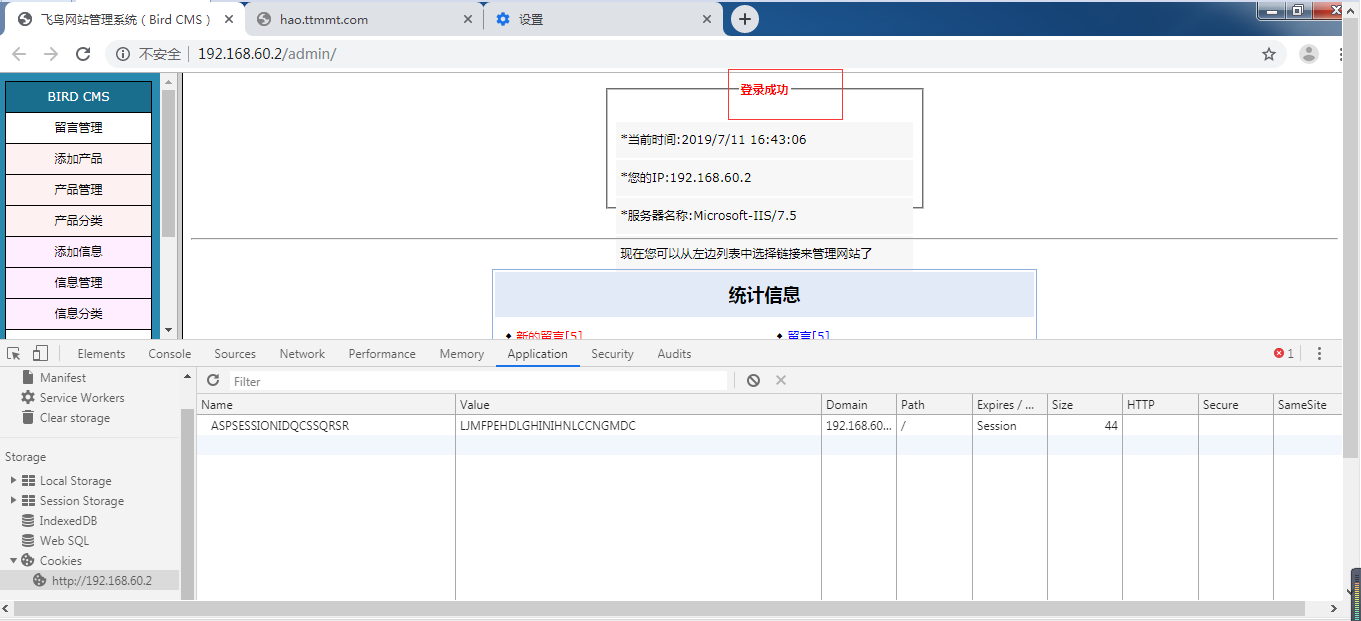 飞鸟网站管理系统（Bird CMS）
hao.ttmmt.com
设置
不安全
192.168.60.2/admin/
BIRD CMS
留言管理
添加产品
产品管理
产品分类
添加信息
信息管理
信息分类
登录成功
*当前时间:2019/7/11 16:43:06
*您的IP:192.168.60.2
*服务器名称:Microsoft-IIS/7.5
现在您可以从左边列表中选择链接来管理网站了
统计信息
新的留言[5]
留言[5]
Elements Console Sources Network Performance Memory Application Security Audits
1
Manifest
Service Workers
Clear storage
Storage
Local Storage
Session Storage
IndexedDB
Web SQL
Cookies
http://192.168.60.2
Filter
Name Value Domain Path Expires / ... Size HTTP Secure SameSite
ASPSESSIONIDQCSSQRSR LJMFPEHDLGHINIHNLCCNGMDC 192.168.60... / Session 44